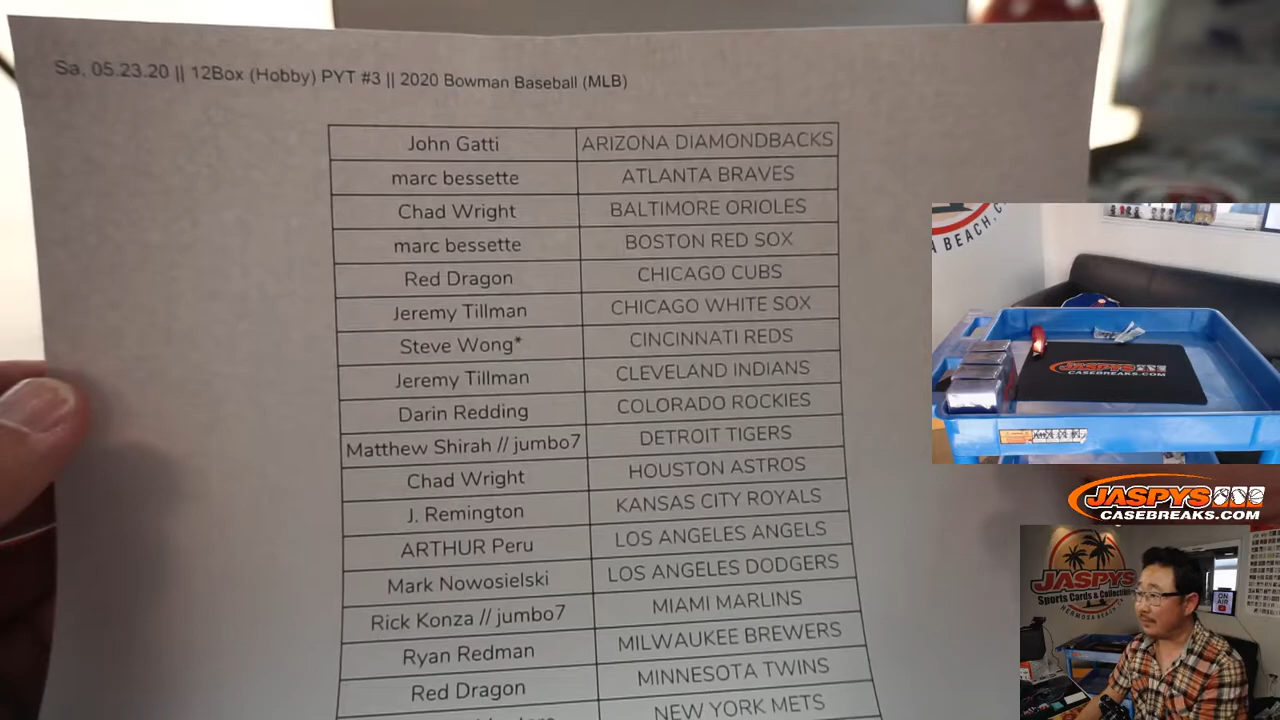 Sa, 05.23.20 || 12Box (Hobby) PYT #3 || 2020 Bowman Baseball (MLB)
John Gatti ARIZONA DIAMONDBACKS
marc bessette ATLANTA BRAVES
Chad Wright BALTIMORE ORIOLES
marc bessette BOSTON RED SOX
Red Dragon CHICAGO CUBS
Jeremy Tillman CHICAGO WHITE SOX
Steve Wong* CINCINNATI REDS
Jeremy Tillman CLEVELAND INDIANS
Darin Redding COLORADO ROCKIES
Matthew Shirah // jumbo7 DETROIT TIGERS
Chad Wright HOUSTON ASTROS
J. Remington KANSAS CITY ROYALS
ARTHUR Peru LOS ANGELES ANGELS
Mark Nowosielski LOS ANGELES DODGERS
Rick Konza // jumbo7 MIAMI MARLINS
Ryan Redman MILWAUKEE BREWERS
Red Dragon MINNESOTA TWINS
NEW YORK METS
BEACH, C
JASPYS
CASEBREAKS.COM
JASPYS
CASEBREAKS.COM
JASPYS
Sports Cards & Collectibles
HERMOSA BEACH
ON
AIR